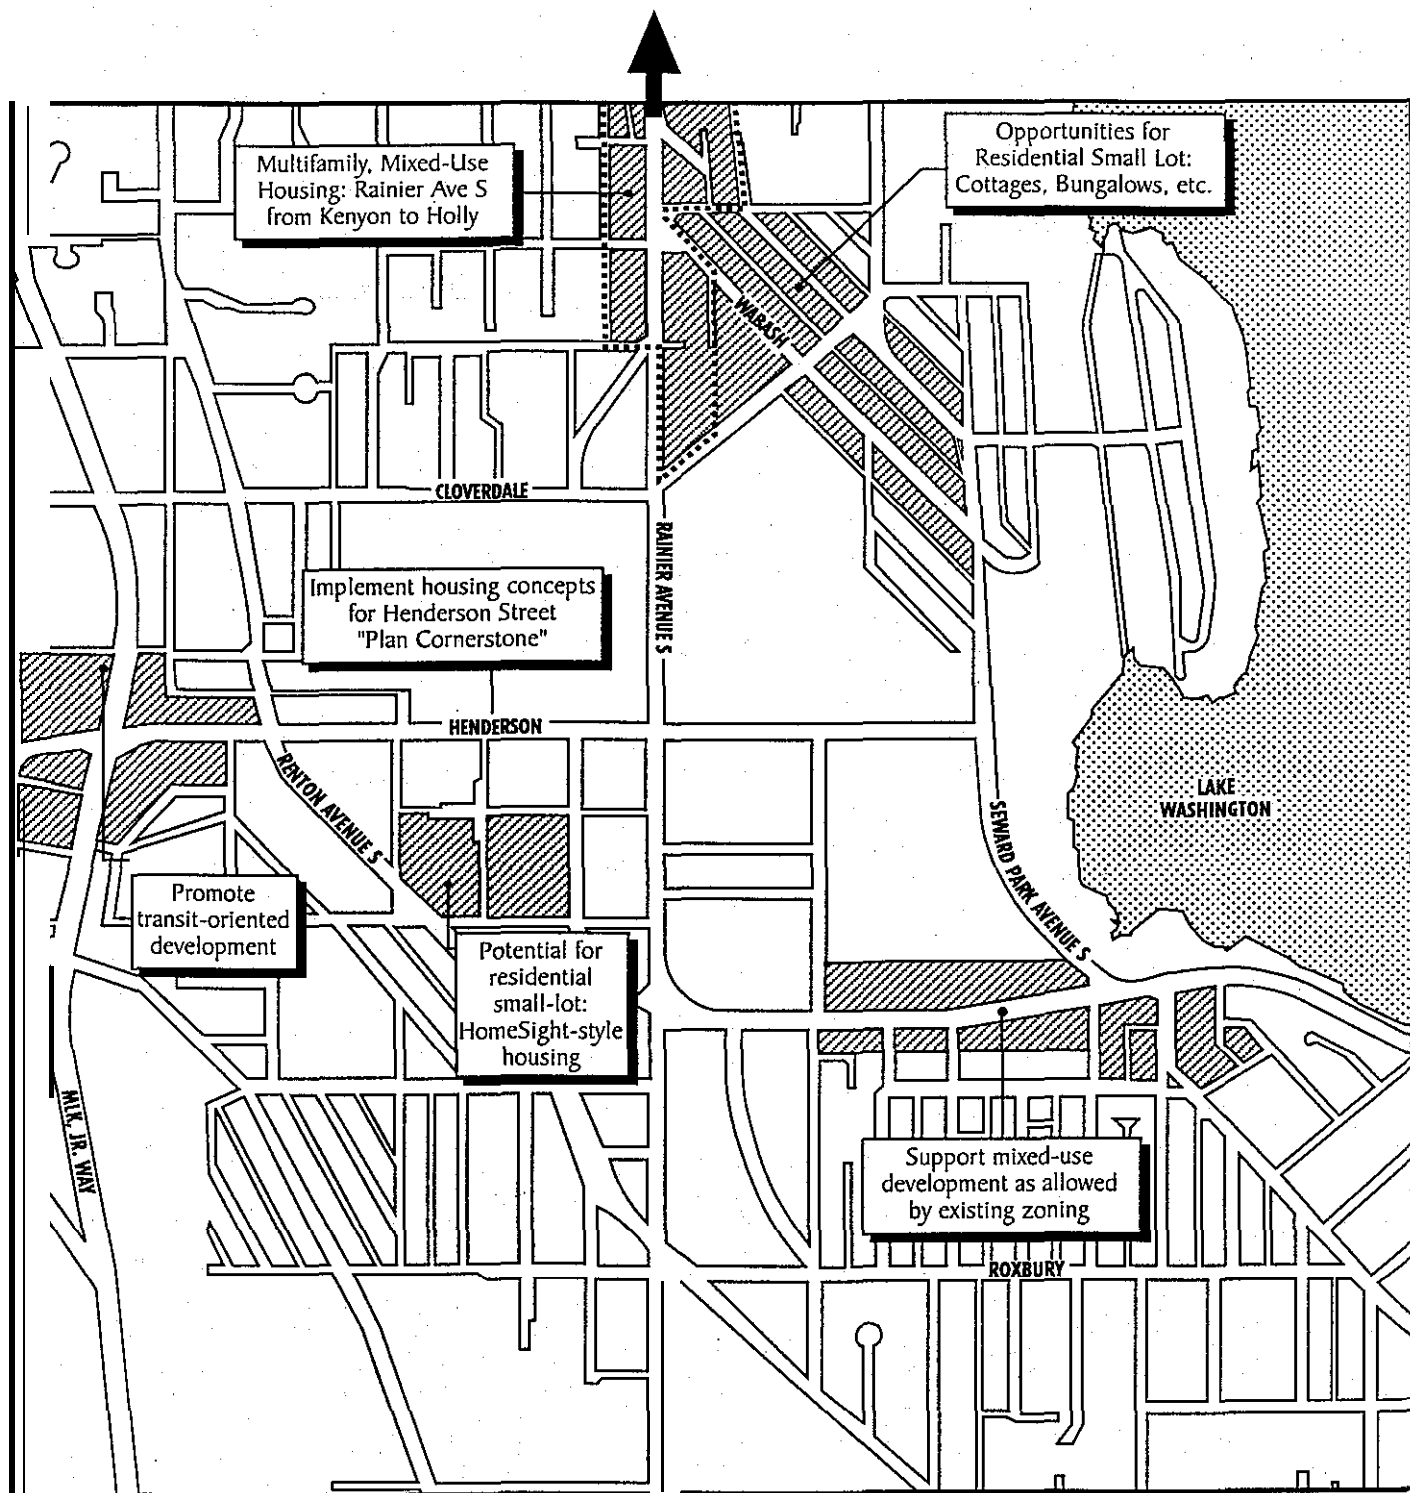 Multifamily, Mixed-Use
Housing: Rainier Ave S
from Kenyon to Holly
Opportunities for
Residential Small Lot:
Cottages, Bungalows, etc.
WABASH
CLOVERDALE
RAINIER AVENUE S
Implement housing concepts
for Henderson Street
"Plan Cornerstone"
HENDERSON
RENTON AVENUE S
LAKE
WASHINGTON
SEWARD PARK AVENUE S
Promote
transit-oriented
development
Potential for
residential
small-lot:
HomeSight-style
housing
MLK, JR. WAY
Support mixed-use
development as allowed
by existing zoning
ROXBURY